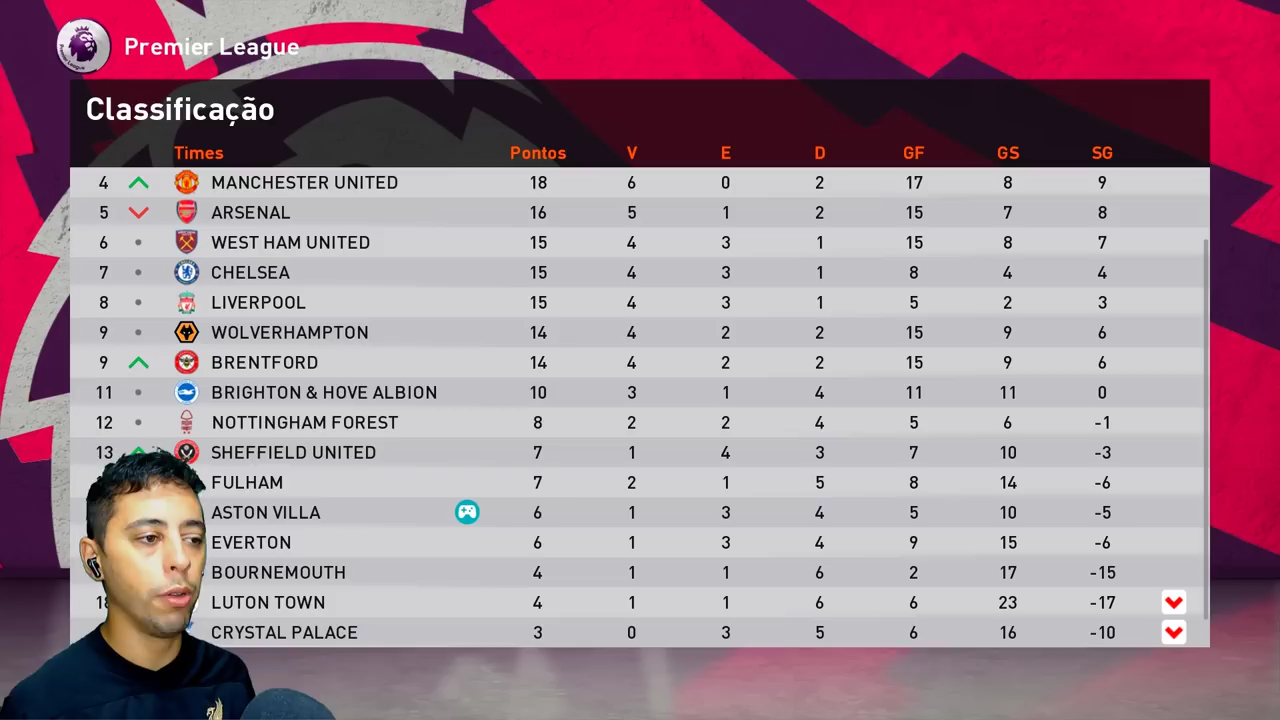 Premier League
Classificação
Times Pontos V E D GF GS SG
4 MANCHESTER UNITED 18 6 0 2 17 8 9
5 ARSENAL 16 5 1 2 15 7 8
6 WEST HAM UNITED 15 4 3 1 15 8 7
7 CHELSEA 15 4 3 1 8 4 4
8 LIVERPOOL 15 4 3 1 5 2 3
9 WOLVERHAMPTON 14 4 2 2 15 9 6
9 BRENTFORD 14 4 2 2 15 9 6
11 BRIGHTON & HOVE ALBION 10 3 1 4 11 11 0
12 NOTTINGHAM FOREST 8 2 2 4 5 6 -1
13 SHEFFIELD UNITED 7 1 4 3 7 10 -3
FULHAM 7 2 1 5 8 14 -6
ASTON VILLA 6 1 3 4 5 10 -5
EVERTON 6 1 3 4 9 15 -6
BOURNEMOUTH 4 1 1 6 2 17 -15
18 LUTON TOWN 4 1 1 6 6 23 -17
CRYSTAL PALACE 3 0 3 5 6 16 -10